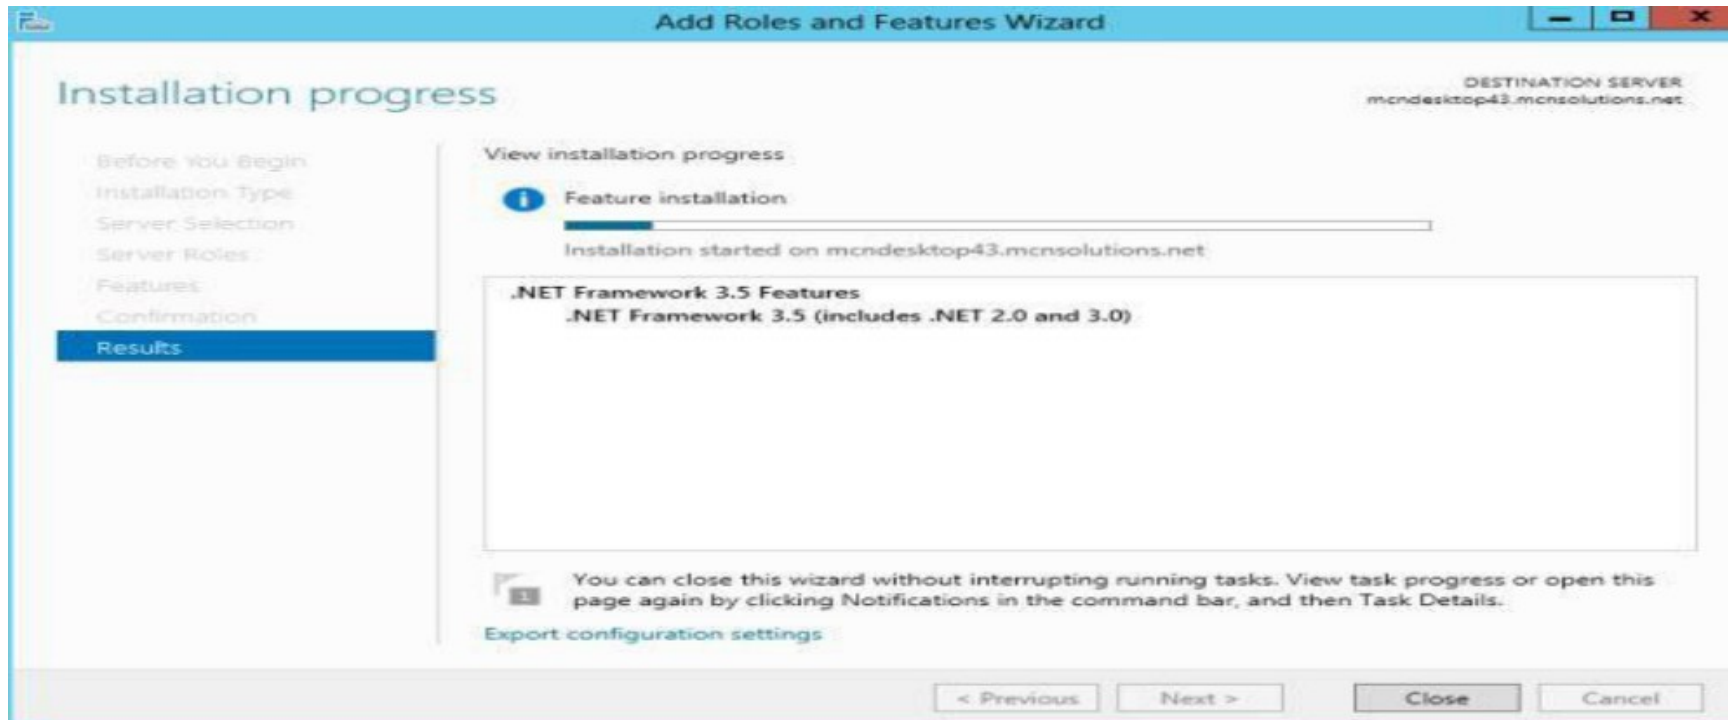 Add Roles and Features Wizard
Installation progress
DESTINATION SERVER
mcndesktop43.mcnsolutions.net
Before You Begin
Installation Type
Server Selection
Server Roles
Features
Confirmation
Results
View installation progress
Feature installation
Installation started on mcndesktop43.mcnsolutions.net
.NET Framework 3.5 Features
.NET Framework 3.5 (includes .NET 2.0 and 3.0)
1
You can close this wizard without interrupting running tasks. View task progress or open this
page again by clicking Notifications in the command bar, and then Task Details.
Export configuration settings
< Previous
Next >
Close
Cancel